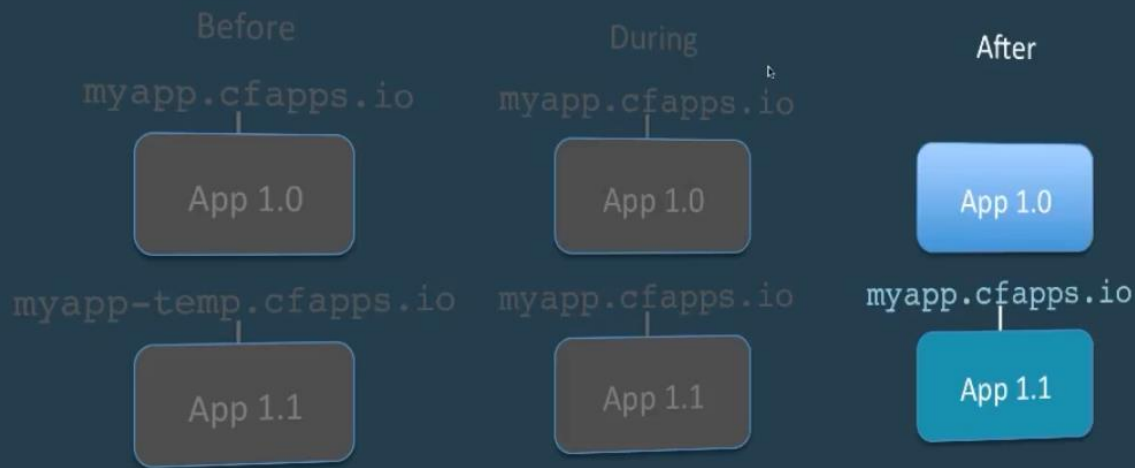 Before
myapp.cfapps.io
App 1.0
myapp-temp.cfapps.io
App 1.1
During
myapp.cfapps.io
App 1.0
myapp.cfapps.io
App 1.1
After
App 1.0
myapp.cfapps.io
App 1.1